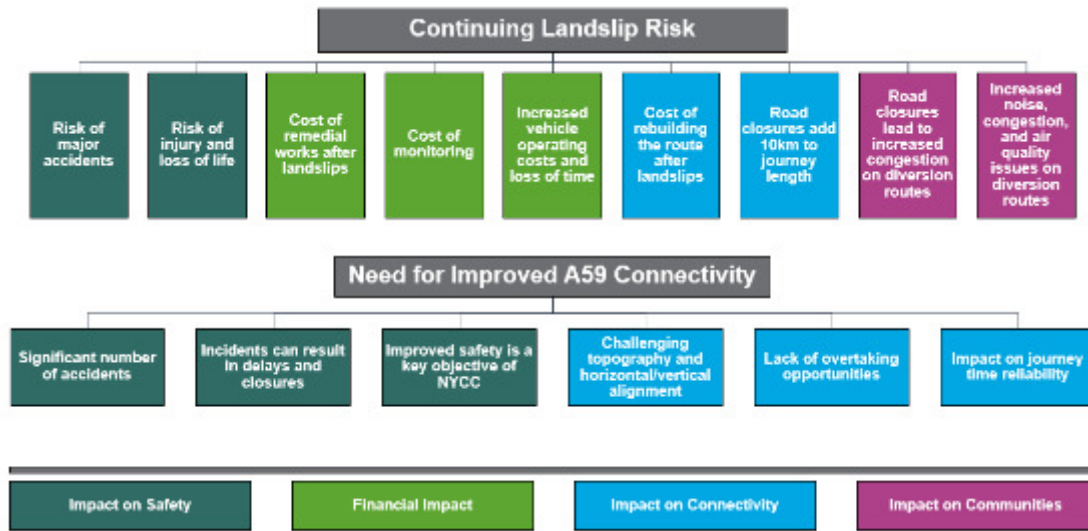 Continuing Landslip Risk
Risk of
major
accidents
Risk of
injury and
loss of life
Cost of
remedial
works after
landslips
Cost of
monitoring
Increased
vehicle
operating
costs and
loss of time
Cost of
rebuilding
the route
after
landslips
Road
closures add
10km to
journey
length
Road
closures
lead to
increased
congestion
on diversion
routes
Increased
noise,
congestion,
and air
quality
issues on
diversion
routes
Need for Improved A59 Connectivity
Significant number
of accidents
Incidents can result
in delays and
closures
Improved safety is a
key objective of
NYCC
Challenging
topography and
horizontal/vertical
alignment
Lack of overtaking
opportunities
Impact on journey
time reliability
Impact on Safety
Financial Impact
Impact on Connectivity
Impact on Communities